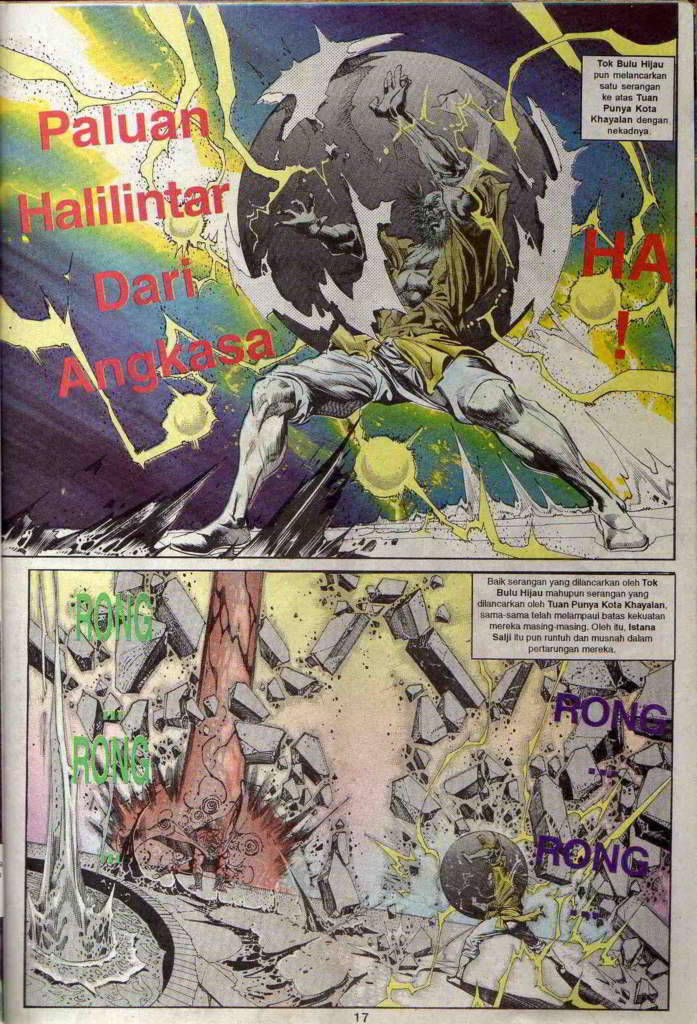 Tok Bulu Hijau
pun melancarkan
satu serangan
ke atas Tuan
Punya Kota
Khayalan dengan
nekadnya.
Paluan
Halilintar
Dari
Angkasa
HA
!
Baik serangan yang dilancarkan oleh Tok
Bulu Hijau mahupun serangan yang
dilancarkan oleh Tuan Punya Kota Khayalan,
sama-sama telah melampaui batas kekuatan
mereka masing-masing. Oleh itu, Istana
Salji itu pun runtuh dan musnah dalam
pertarungan mereka.
RONG
...
RONG
...
RONG
...
RONG
...
17